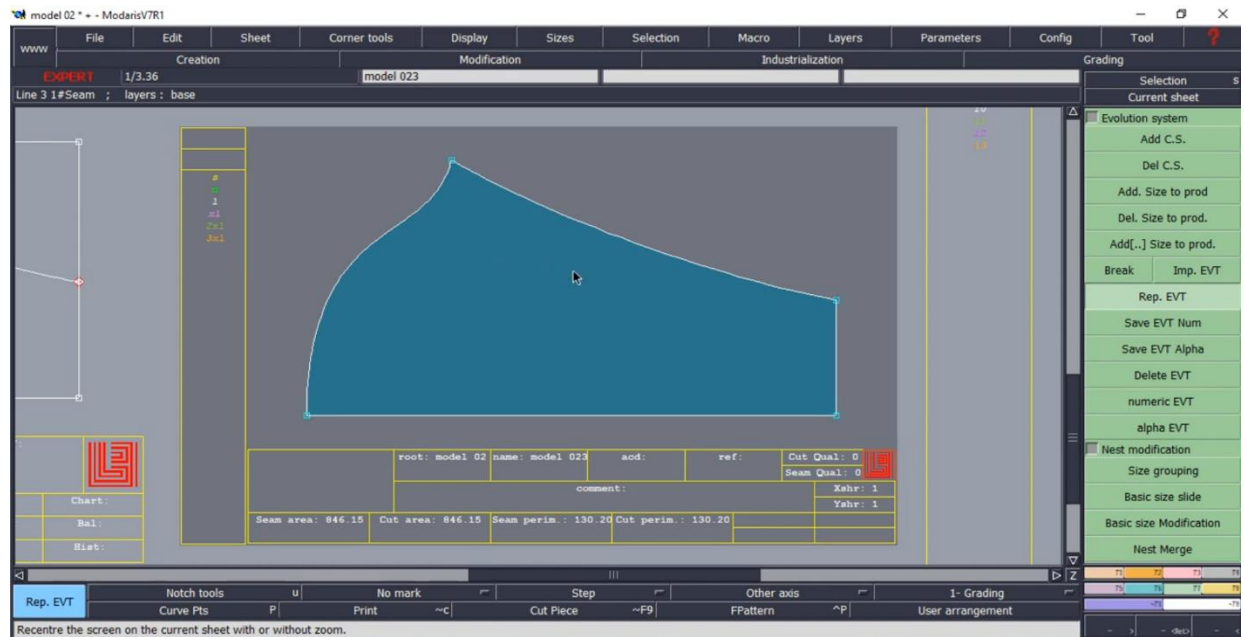 model 02 * + - ModarisV7R1
www File Edit Sheet Corner tools Display Sizes Selection Macro Layers Parameters Config Tool ?
Creation Modification Industrialization Grading
EXPERT 1/3.36 model 023
Selection s
Line 3 1#Seam ; layers : base
Current sheet
Evolution system
Add C.S.
Del C.S.
Add. Size to prod
Del. Size to prod.
Add[..] Size to prod.
Break Imp. EVT
Rep. EVT
Save EVT Num
Save EVT Alpha
Delete EVT
numeric EVT
alpha EVT
Nest modification
Size grouping
Basic size slide
Basic size Modification
Nest Merge
s
1
xl
2xl
3xl
root: model 02 name: model 023 acd: ref: Cut Qual: 0
Seam Qual: 0
comment: Xshr: 1
Yshr: 1
Seam area: 846.15 Cut area: 846.15 Seam perim.: 130.20 Cut perim.: 130.20
Chart:
Bal:
Hist:
Z
Rep. EVT
Notch tools u No mark Step Other axis 1- Grading
Curve Pts P Print ~c Cut Piece ~F9 FPattern ^P User arrangement
Recentre the screen on the current sheet with or without zoom.